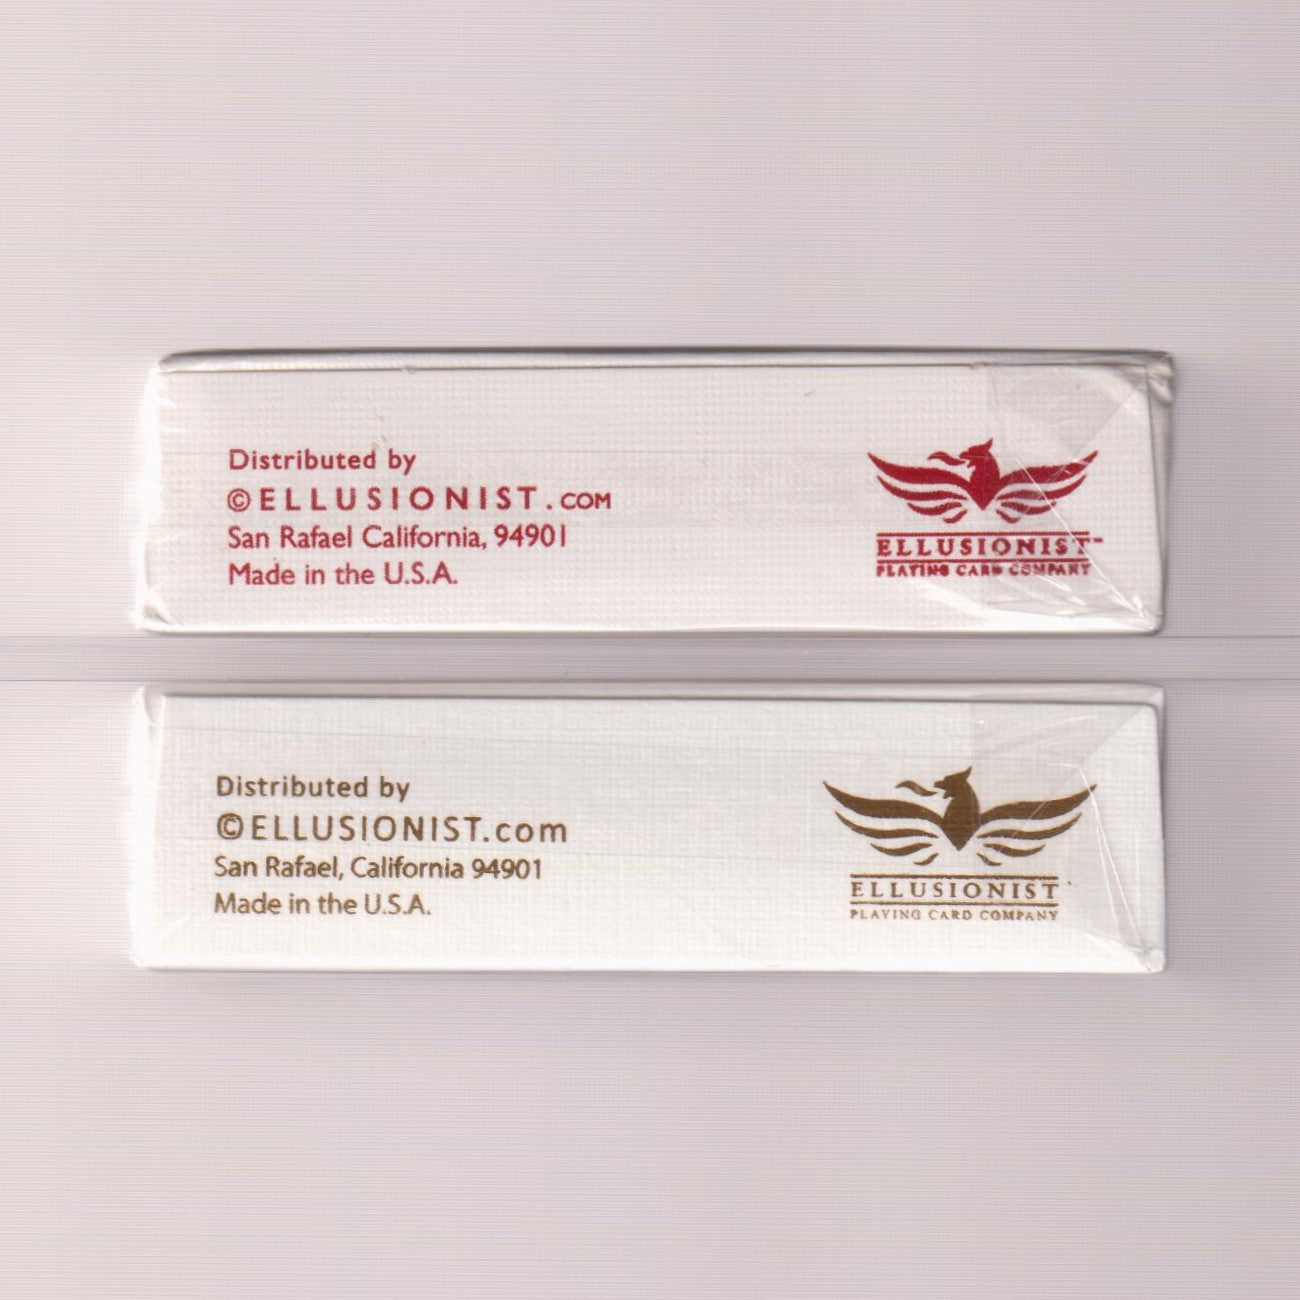 Distributed by
©ELLUSIONIST.COM
San Rafael California, 94901
Made in the U.S.A.
ELLUSIONIST™
PLAYING CARD COMPANY
Distributed by
©ELLUSIONIST.com
San Rafael, California 94901
Made in the U.S.A.
ELLUSIONIST
PLAYING CARD COMPANY